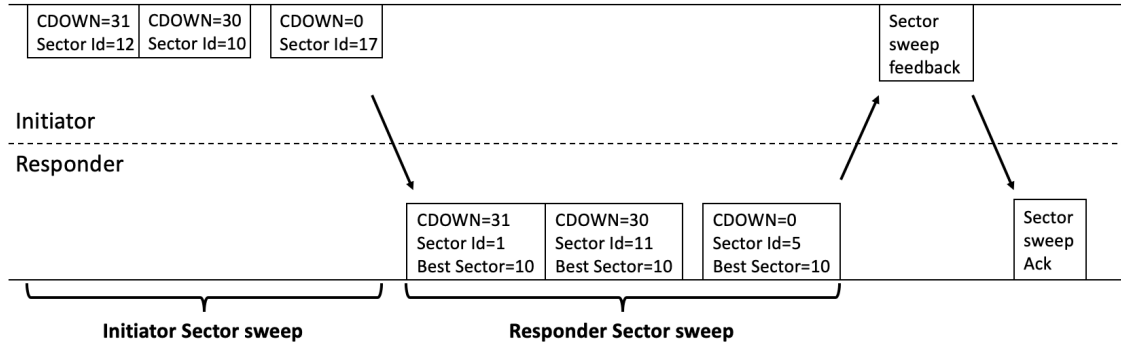 CDOWN=31
Sector Id=12
CDOWN=30
Sector Id=10
CDOWN=0
Sector Id=17
Sector
sweep
feedback
Initiator
Responder
CDOWN=31
Sector Id=1
Best Sector=10
CDOWN=30
Sector Id=11
Best Sector=10
CDOWN=0
Sector Id=5
Best Sector=10
Sector
sweep
Ack
Initiator Sector sweep
Responder Sector sweep